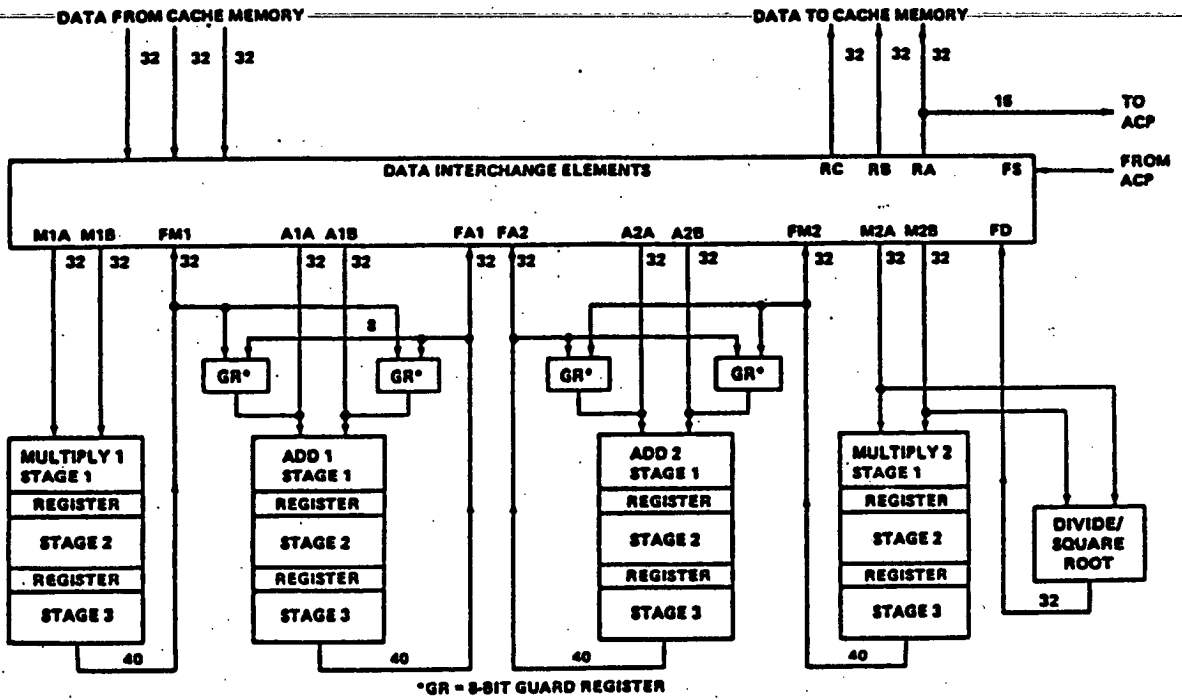 DATA FROM CACHE MEMORY DATA TO CACHE MEMORY
32 32 32 32 32 32
16 TO
ACP
DATA INTERCHANGE ELEMENTS RC RB RA FS FROM
ACP
M1A M1B FM1 A1A A1B FA1 FA2 A2A A2B FM2 M2A M2B FD
32 32 32 32 32 32 32 32 32 32 32 32
8
GR* GR* GR* GR*
MULTIPLY 1
STAGE 1
REGISTER
STAGE 2
REGISTER
STAGE 3
40
ADD 1
STAGE 1
REGISTER
STAGE 2
REGISTER
STAGE 3
40
ADD 2
STAGE 1
REGISTER
STAGE 2
REGISTER
STAGE 3
40
MULTIPLY 2
STAGE 1
REGISTER
STAGE 2
REGISTER
STAGE 3
40
DIVIDE/
SQUARE
ROOT
32
*GR = 8-BIT GUARD REGISTER